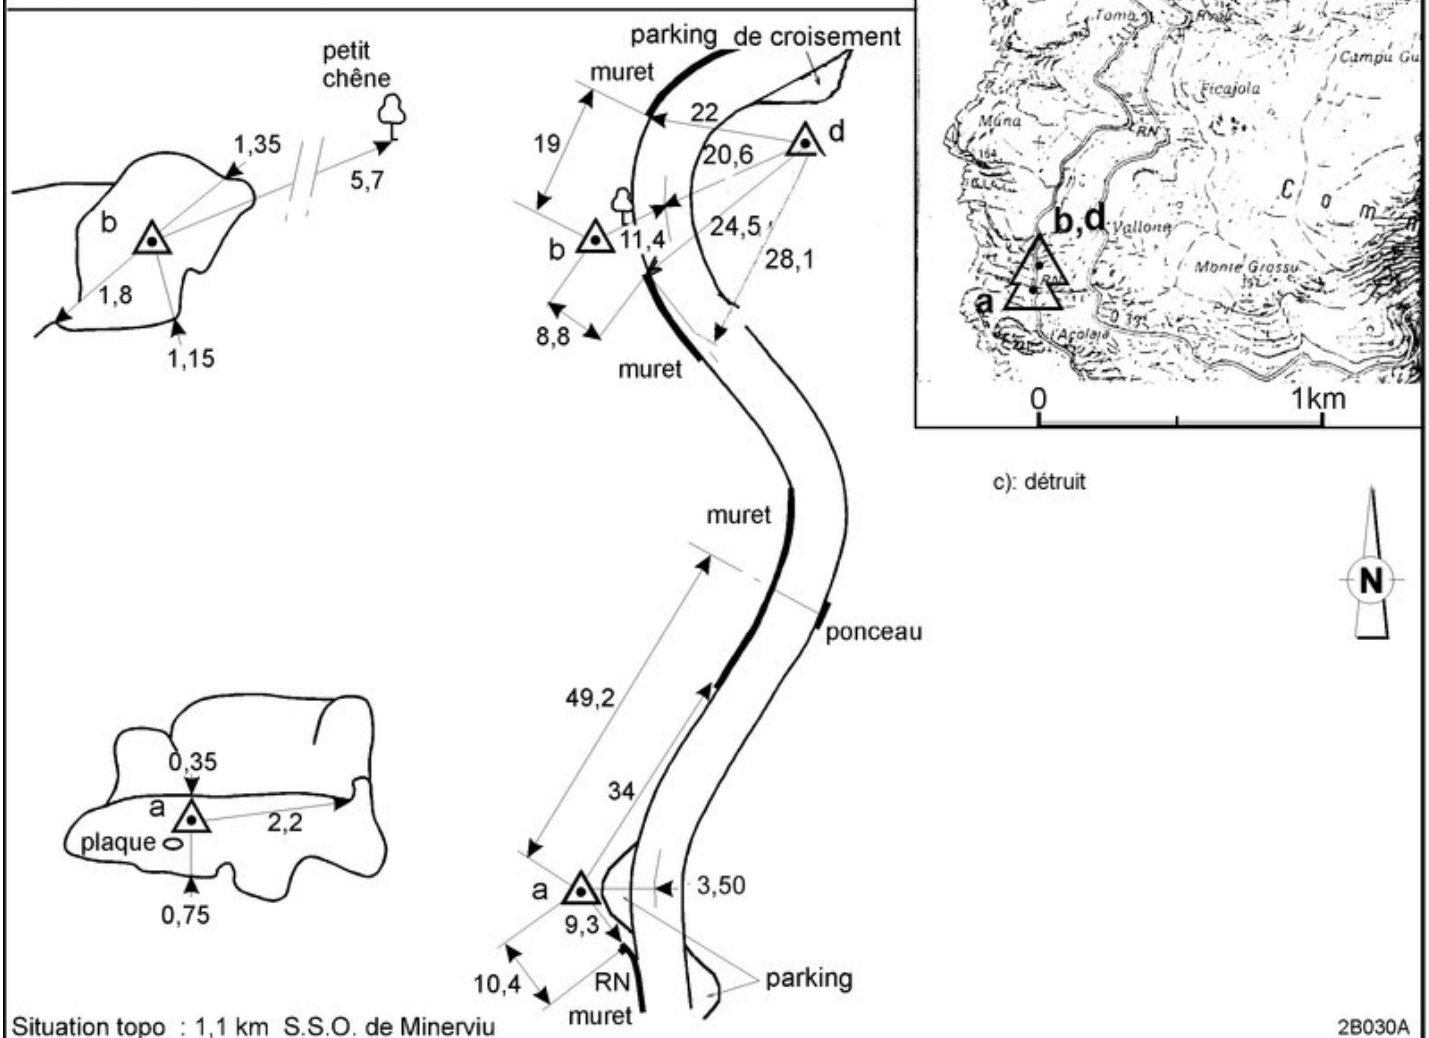 parking de croisement
petit
chêne
muret
1,35
5,7
b
1,8
1,15
22
d
19
20,6
24,5
b
11,4
28,1
8,8
muret
Campu Gu
Ficajola
Muna
RN
b,d
Vallone
Monte Grossu
a
0
1km
c): détruit
N
muret
ponceau
49,2
0,35
a
2,2
plaque
0,75
34
a
3,50
9,3
10,4
RN
parking
muret
Situation topo : 1,1 km S.S.O. de Minerviu
2B030A